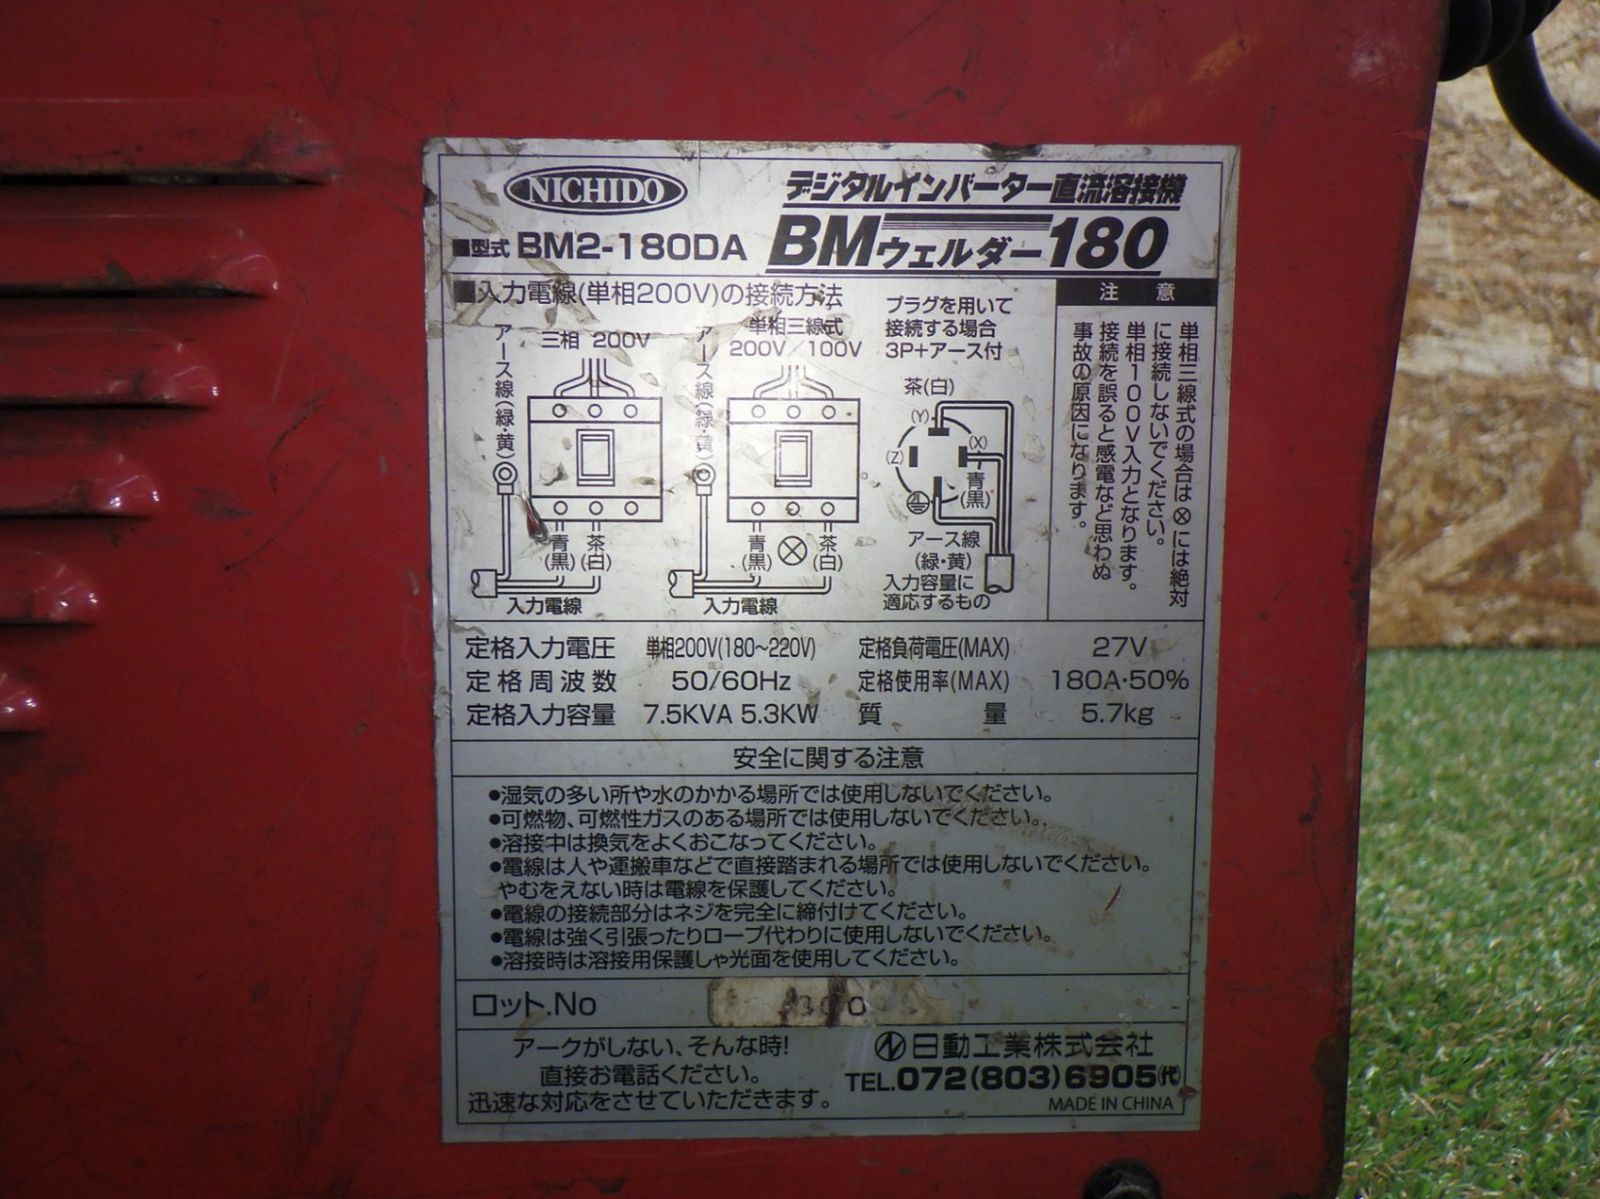 NICHIDO
デジタルインバーター直流溶接機
■型式 BM2-180DA
BMウェルダー180
■入力電線(単相200V)の接続方法
アース線(緑・黄)
三相 200V
青(黒)
茶(白)
入力電線
アース線(緑・黄)
単相三線式
200V/100V
青(黒)
⊗
茶(白)
入力電線
プラグを用いて
接続する場合
3P+アース付
茶(白)
(Y)
(X)
(Z)
青(黒)
アース線
(緑・黄)
入力容量に
適応するもの
注意
単相三線式の場合は⊗には絶対
に接続しないでください。
単相100V入力となります。
接続を誤ると感電など思わぬ
事故の原因になります。
定格入力電圧 単相200V(180〜220V) 定格負荷電圧(MAX) 27V
定格周波数 50/60Hz 定格使用率(MAX) 180A・50%
定格入力容量 7.5KVA 5.3KW 質量 5.7kg
安全に関する注意
●湿気の多い所や水のかかる場所では使用しないでください。
●可燃物、可燃性ガスのある場所では使用しないでください。
●溶接中は換気をよくおこなってください。
●電線は人や運搬車などで直接踏まれる場所では使用しないでください。
やむをえない時は電線を保護してください。
●電線の接続部分はネジを完全に締付けてください。
●電線は強く引張ったりロープ代わりに使用しないでください。
●溶接時は溶接用保護しゃ光面を使用してください。
ロット.No
アークがしない、そんな時!
直接お電話ください。
迅速な対応をさせていただきます。
日動工業株式会社
TEL.072(803)6905(代)
MADE IN CHINA